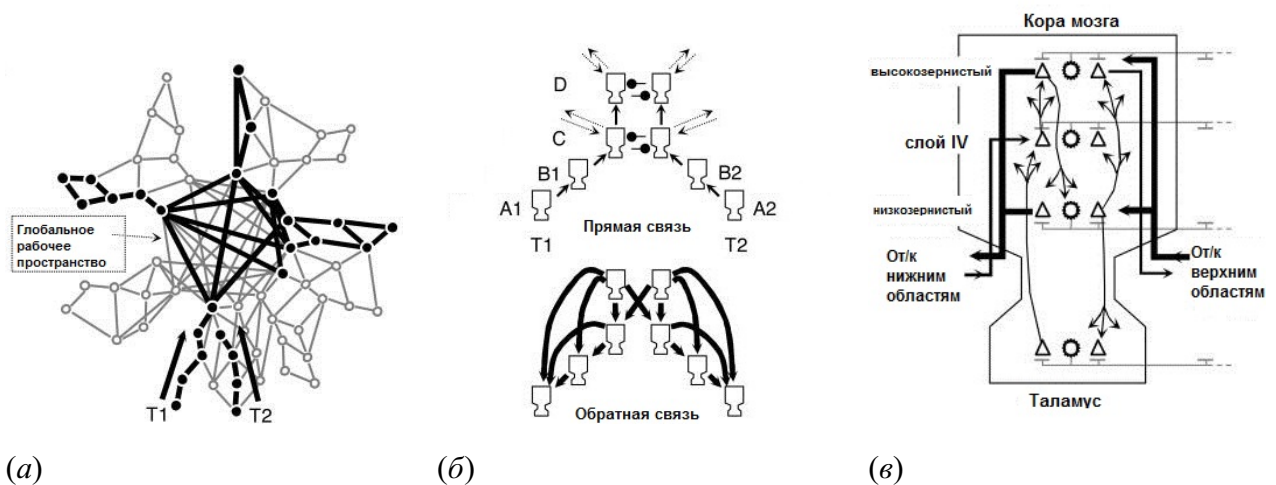 Глобальное
рабочее
пространство
T1
T2
(а)
D
C
B1
B2
A1
A2
Прямая связь
T1
T2
Обратная связь
(б)
Кора мозга
высокозернистый
слой IV
низкозернистый
От/к
нижним
областям
От/к
верхним
областям
Таламус
(в)